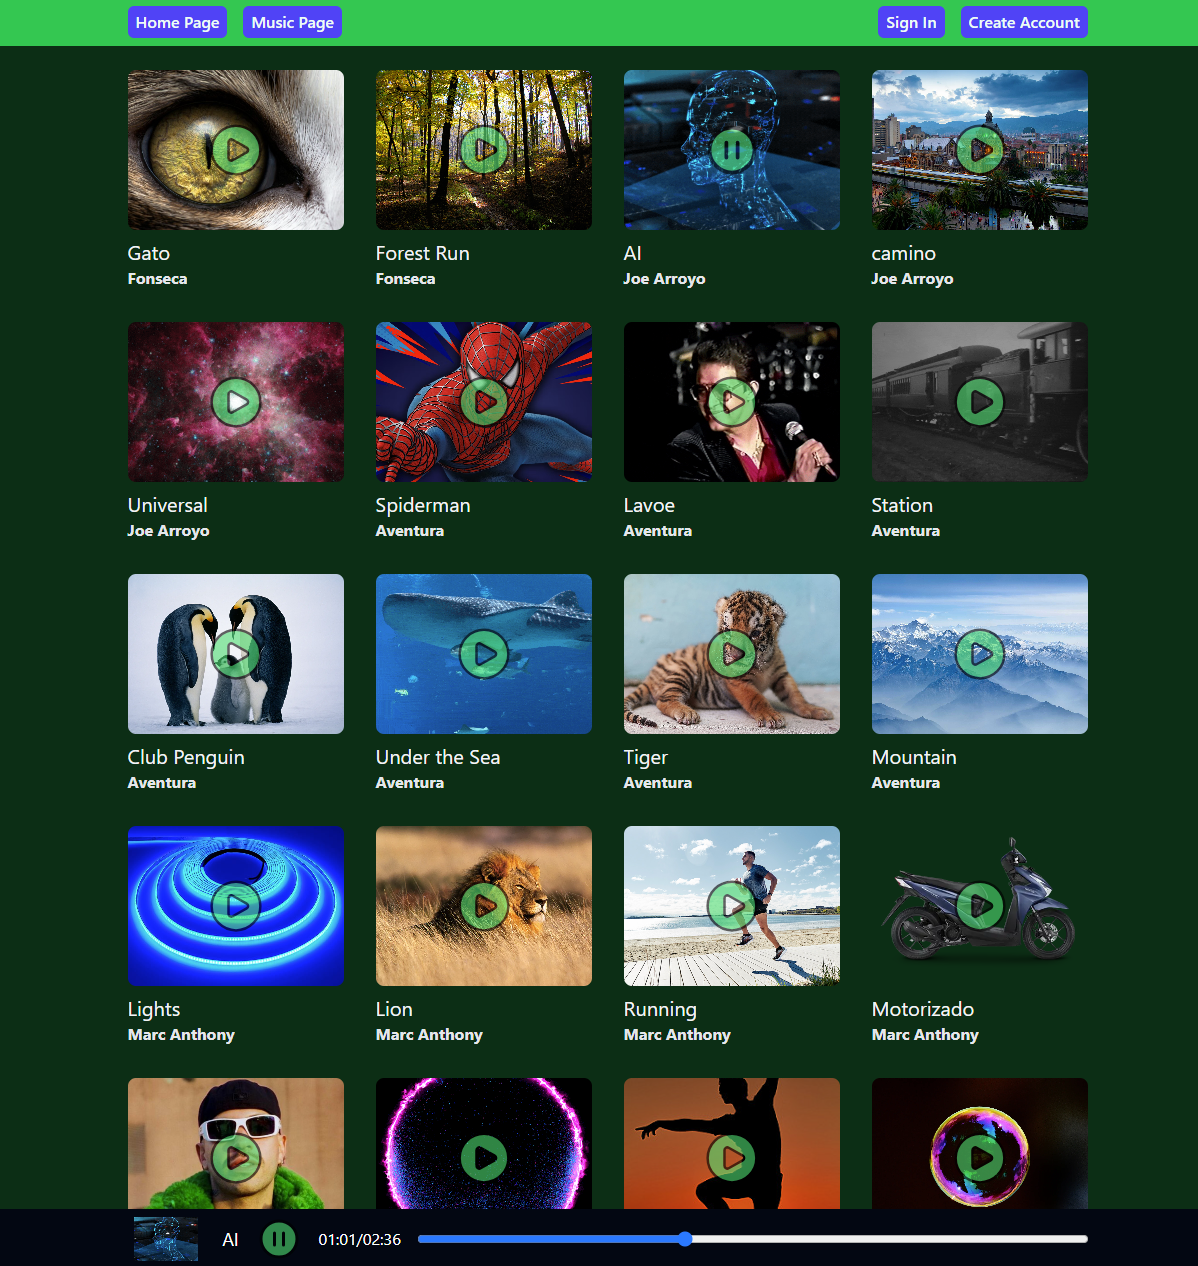 Home Page Music Page Sign In Create Account
Gato Forest Run AI camino
Fonseca Fonseca Joe Arroyo Joe Arroyo
Universal Spiderman Lavoe Station
Joe Arroyo Aventura Aventura Aventura
Club Penguin Under the Sea Tiger Mountain
Aventura Aventura Aventura Aventura
Lights Lion Running Motorizado
Marc Anthony Marc Anthony Marc Anthony Marc Anthony
AI 01:01/02:36